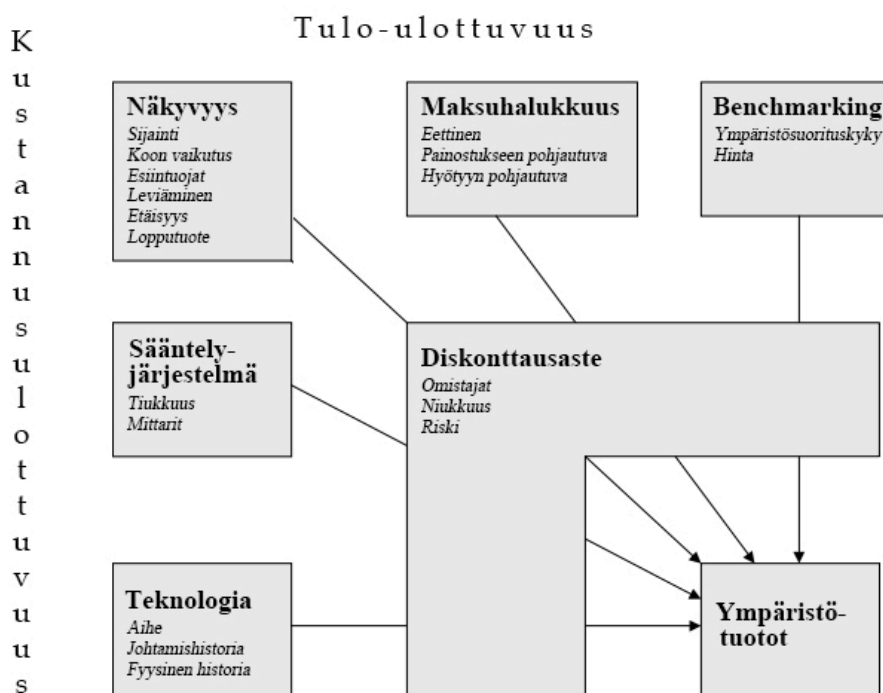 Tulo-ulottuvuus
Kustannusulottuvuus
Näkyvyys
Sijainti
Koon vaikutus
Esiintuojat
Leviäminen
Etäisyys
Lopputuote
Maksuhalukkuus
Eettinen
Painostukseen pohjautuva
Hyötyyn pohjautuva
Benchmarking
Ympäristösuorituskyky
Hinta
Sääntely-
järjestelmä
Tiukkuus
Mittarit
Diskonttausaste
Omistajat
Niukkuus
Riski
Teknologia
Aihe
Johtamishistoria
Fyysinen historia
Ympäristö-
tuotot